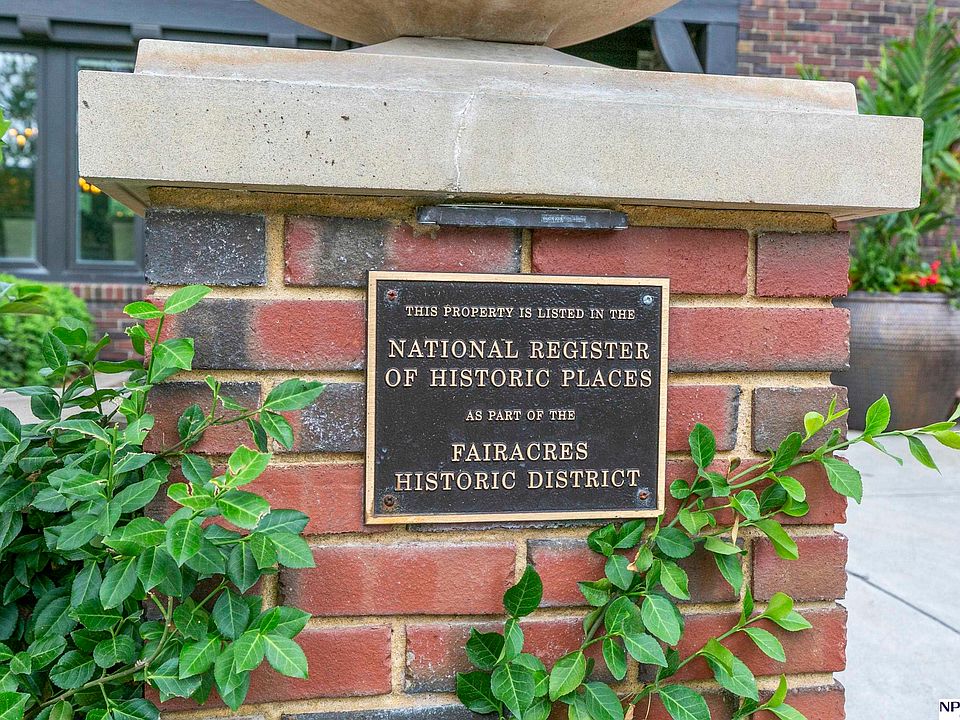 THIS PROPERTY IS LISTED IN THE
NATIONAL REGISTER
OF HISTORIC PLACES
AS PART OF THE
FAIRACRES
HISTORIC DISTRICT
NP